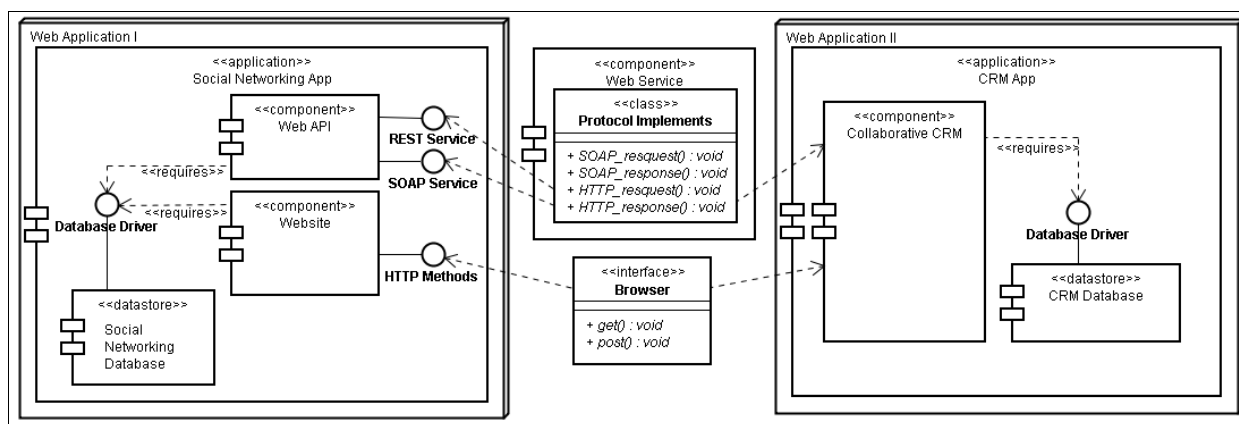 Web Application I
<<application>>
Social Networking App
<<component>>
Web API
REST Service
SOAP Service
<<requires>>
<<requires>>
Database Driver
<<component>>
Website
HTTP Methods
<<datastore>>
Social
Networking
Database
<<component>>
Web Service
<<class>>
Protocol Implements
+ SOAP_resquest() : void
+ SOAP_response() : void
+ HTTP_resquest() : void
+ HTTP_response() : void
<<interface>>
Browser
+ get() : void
+ post() : void
Web Application II
<<application>>
CRM App
<<component>>
Collaborative CRM
<<requires>>
Database Driver
<<datastore>>
CRM Database